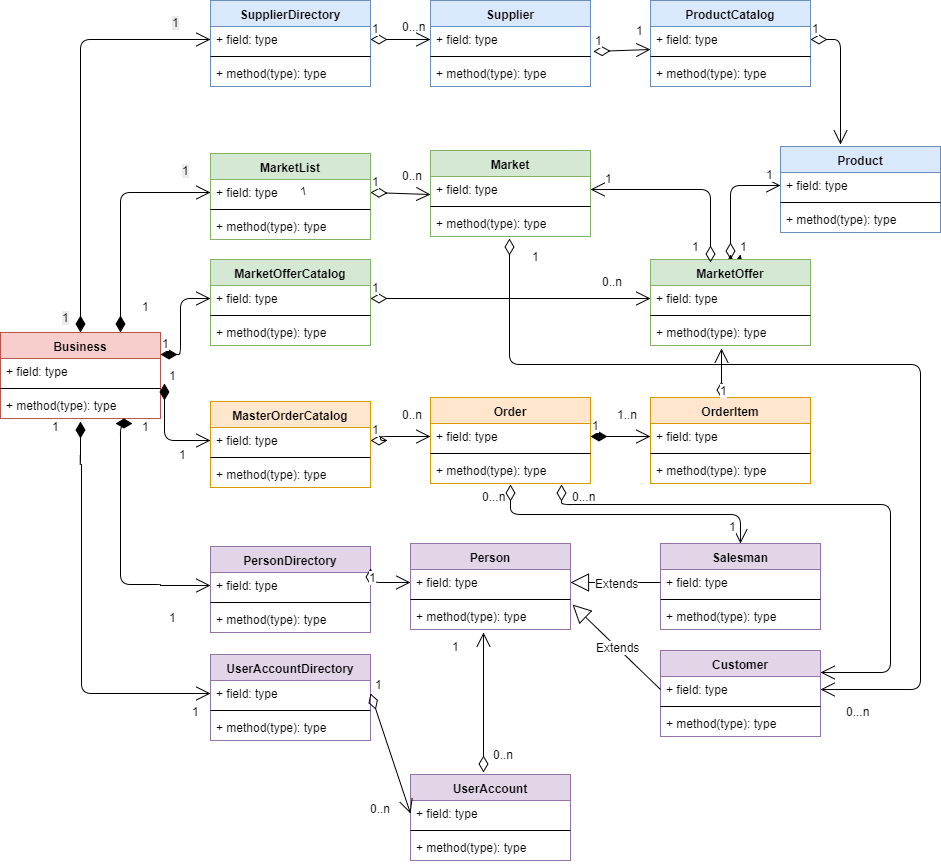 SupplierDirectory
+ field: type
+ method(type): type
1
1
0...n
Supplier
+ field: type
+ method(type): type
1
1
ProductCatalog
+ field: type
+ method(type): type
1
Product
+ field: type
+ method(type): type
1
MarketList
+ field: type
1
+ method(type): type
1
1
0..n
Market
+ field: type
+ method(type): type
1
1
1
1
1
MarketOfferCatalog
+ field: type
+ method(type): type
1
0..n
MarketOffer
+ field: type
+ method(type): type
1
1
1
Business
+ field: type
+ method(type): type
1
1
1
1
1
MasterOrderCatalog
+ field: type
+ method(type): type
1
0..n
Order
+ field: type
+ method(type): type
1
1..n
OrderItem
+ field: type
+ method(type): type
1
0...n
0...n
1
PersonDirectory
+ field: type
+ method(type): type
1
1
Person
+ field: type
+ method(type): type
Extends
Salesman
+ field: type
+ method(type): type
Extends
Customer
+ field: type
+ method(type): type
0...n
UserAccountDirectory
+ field: type
+ method(type): type
1
1
0..n
1
0...n
UserAccount
+ field: type
+ method(type): type